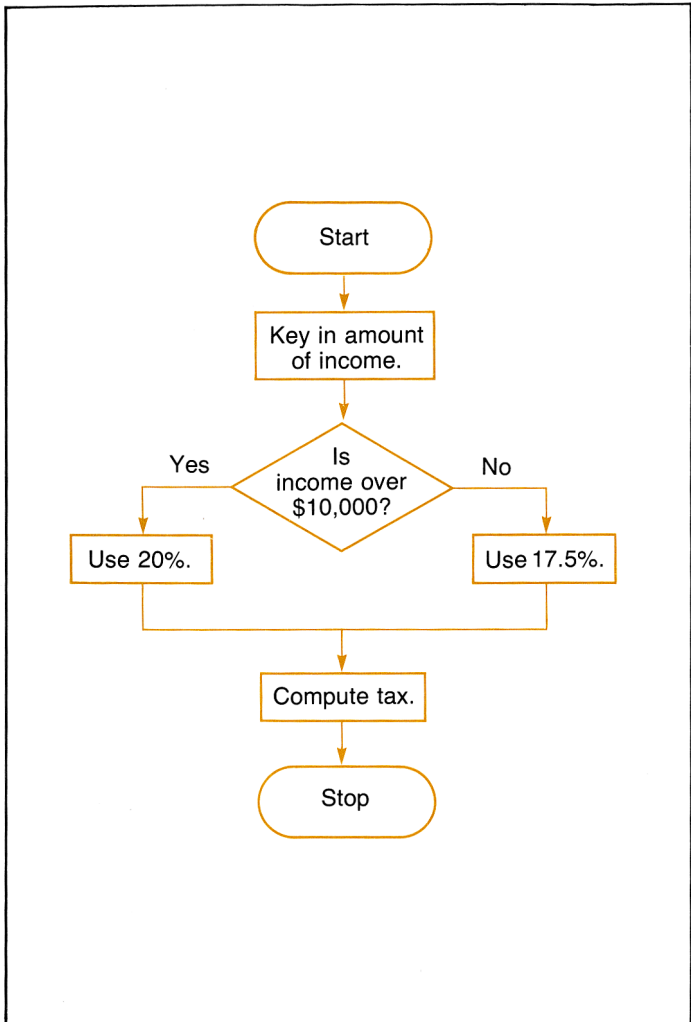 Start
Key in amount
of income.
Is
income over
$10,000?
Yes
No
Use 20%.
Use 17.5%.
Compute tax.
Stop